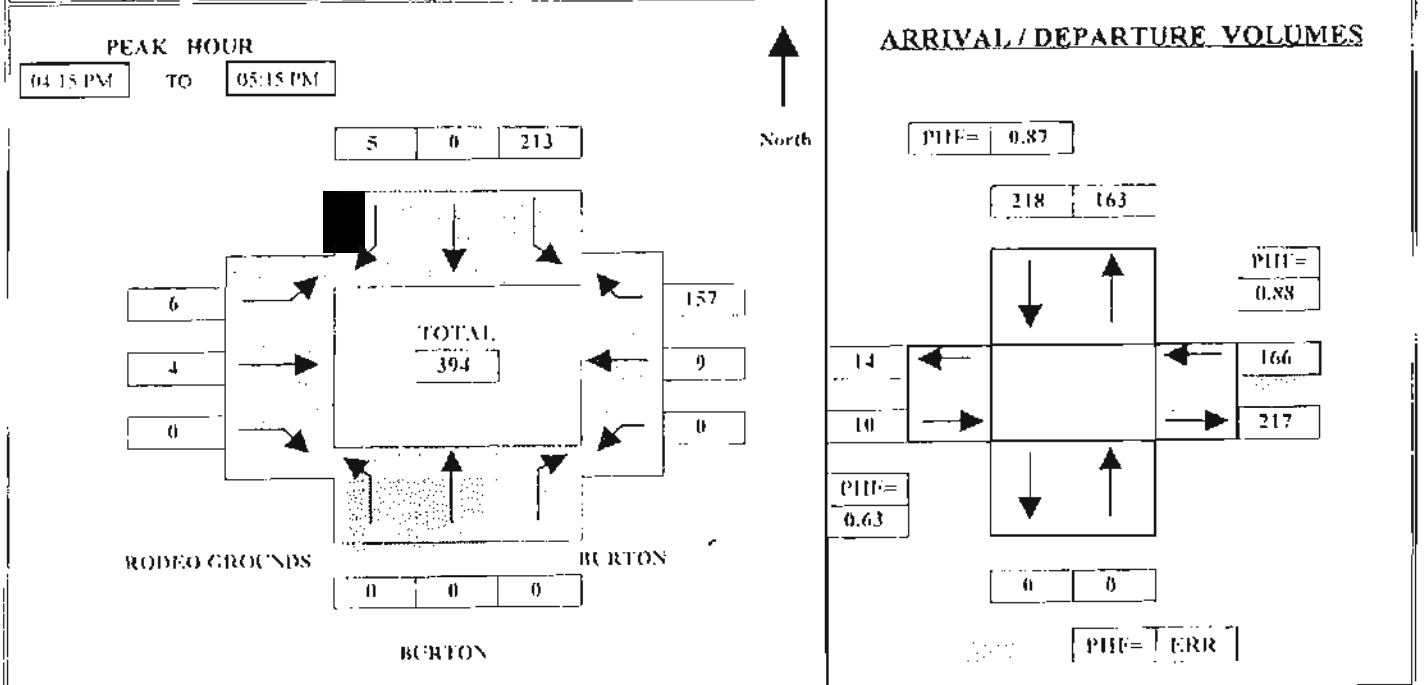 PEAK HOUR
04:15 PM TO 05:15 PM
5 0 213
North
6
157
TOTAL
394
4
9
0
0
RODEO GROUNDS
BURTON
0 0 0
BURTON
ARRIVAL / DEPARTURE VOLUMES
PHF= 0.87
218 163
PHF=
0.88
14
166
10
217
PHF=
0.63
0 0
PHF= ERR